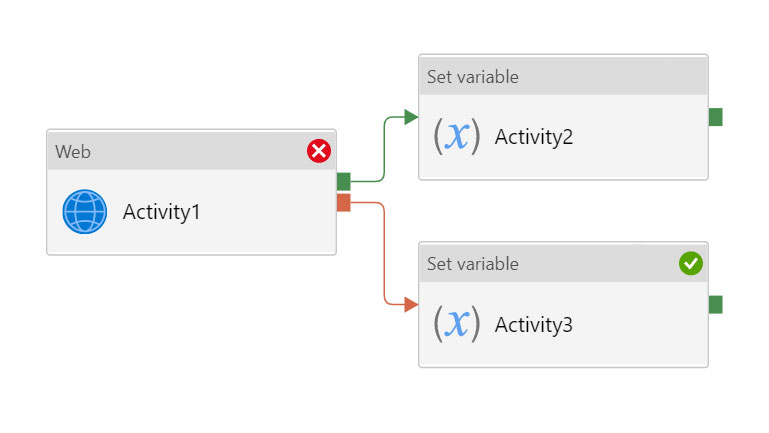 Web
Activity1
Set variable
(x) Activity2
Set variable
(x) Activity3